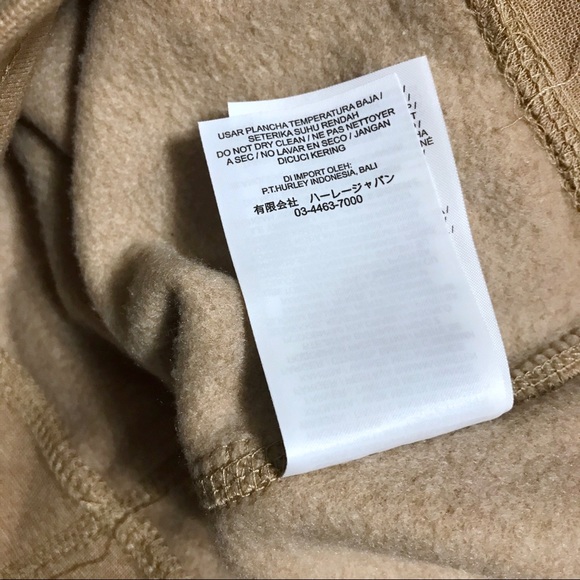 USAR PLANCHA TEMPERATURA BAJA /
SETERIKA SUHU RENDAH
DO NOT DRY CLEAN / NE PAS NETTOYER
A SEC / NO LAVAR EN SECO / JANGAN
DICUCI KERING
DI IMPORT OLEH:
P.T.HURLEY INDONESIA, BALI
有限会社 ハーレージャパン
03-4463-7000